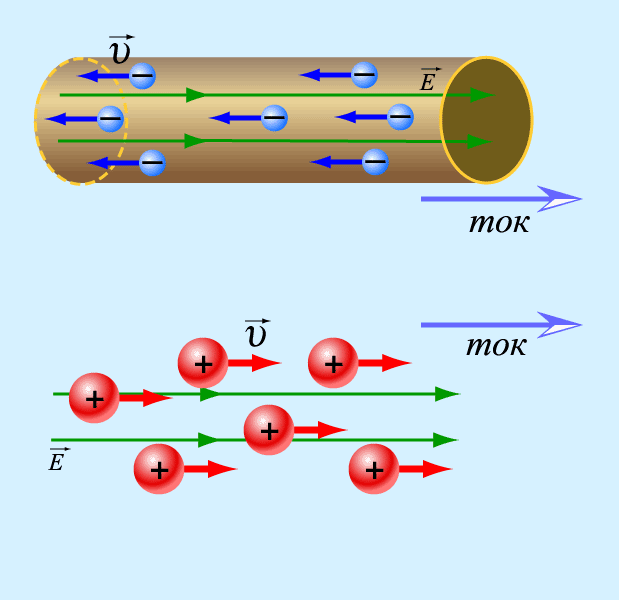 υ⃗
− − E⃗
− − −
− −
ток
ток
υ⃗
+ +
+
+
E⃗ + +